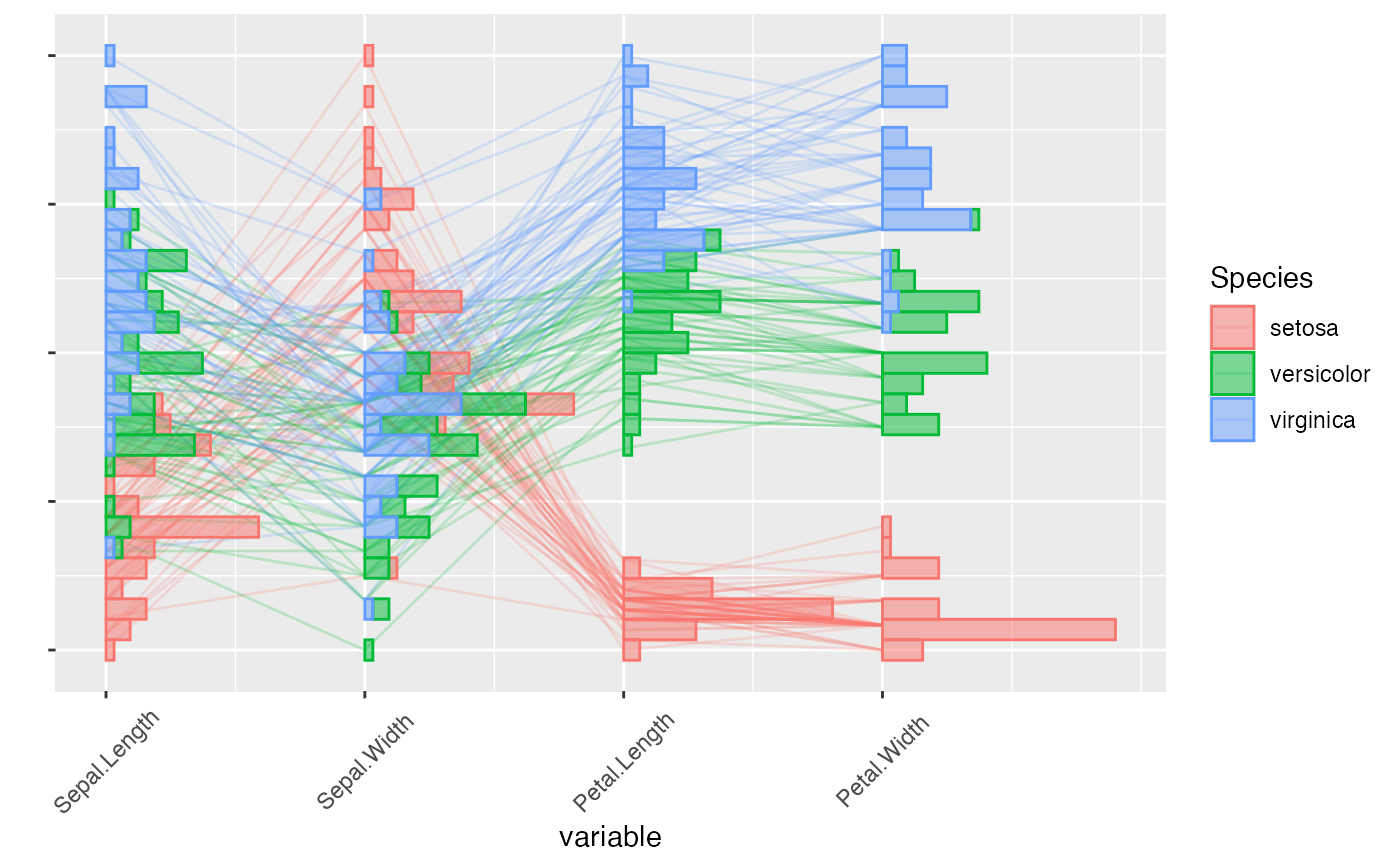 Species
setosa
versicolor
virginica
Sepal.Length
Sepal.Width
Petal.Length
Petal.Width
variable